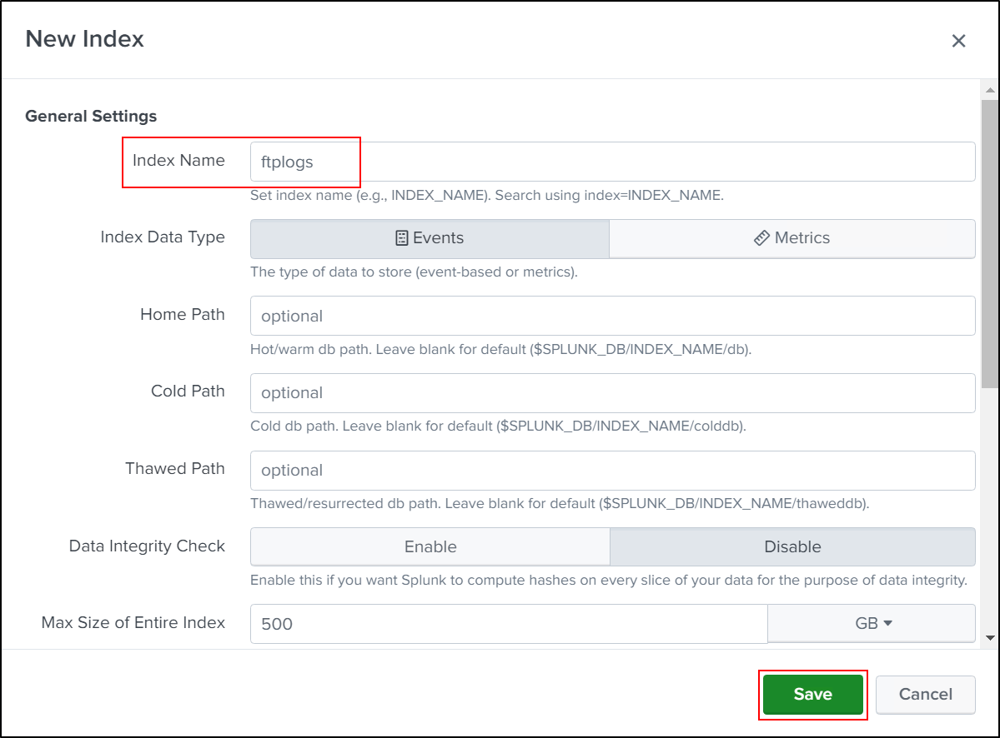 New Index
General Settings
Index Name ftplogs
Set index name (e.g., INDEX_NAME). Search using index=INDEX_NAME.
Index Data Type Events Metrics
The type of data to store (event-based or metrics).
Home Path optional
Hot/warm db path. Leave blank for default ($SPLUNK_DB/INDEX_NAME/db).
Cold Path optional
Cold db path. Leave blank for default ($SPLUNK_DB/INDEX_NAME/colddb).
Thawed Path optional
Thawed/resurrected db path. Leave blank for default ($SPLUNK_DB/INDEX_NAME/thaweddb).
Data Integrity Check Enable Disable
Enable this if you want Splunk to compute hashes on every slice of your data for the purpose of data integrity.
Max Size of Entire Index 500 GB
Save Cancel